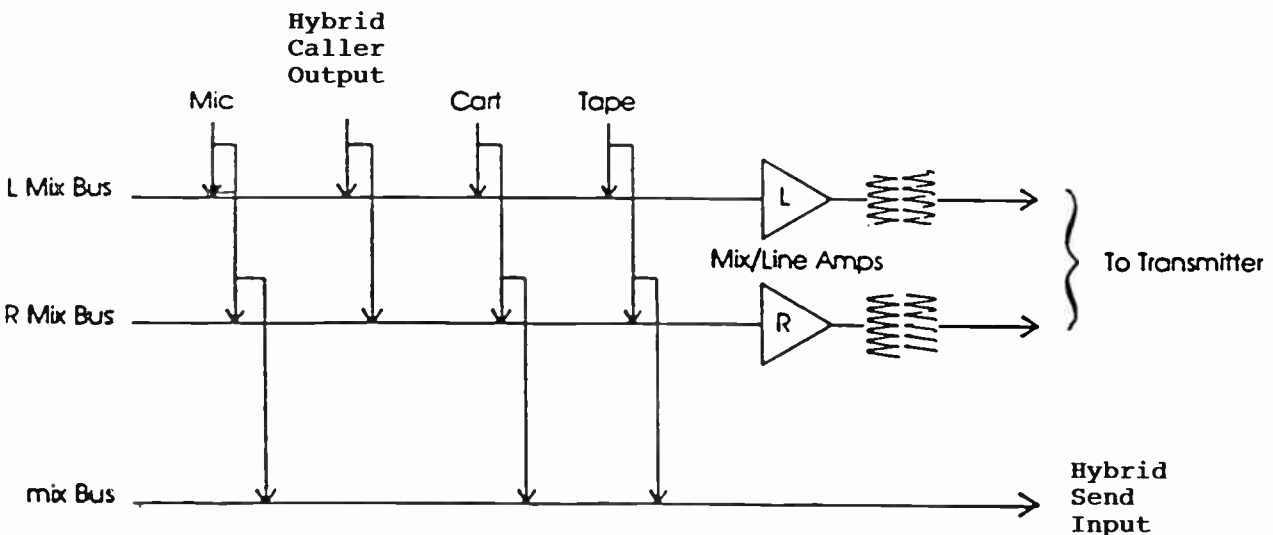 Hybrid
Caller
Output
Mic
Cart
Tape
L Mix Bus
L
Mix/Line Amps
To Transmitter
R Mix Bus
R
mix Bus
Hybrid
Send
Input